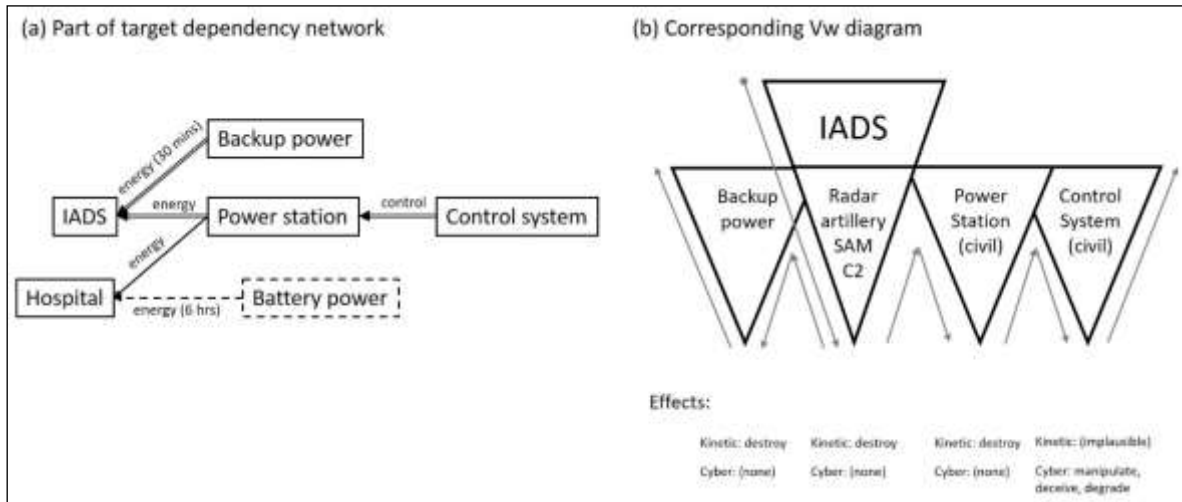 (a) Part of target dependency network
Backup power
energy (30 mins)
IADS
energy
Power station
control
Control system
energy
Hospital
energy (6 hrs)
Battery power
(b) Corresponding Vw diagram
IADS
Backup
power
Radar
artillery
SAM
C2
Power
Station
(civil)
Control
System
(civil)
Effects:
Kinetic: destroy
Kinetic: destroy
Kinetic: destroy
Kinetic: (implausible)
Cyber: (none)
Cyber: (none)
Cyber: (none)
Cyber: manipulate,
deceive, degrade